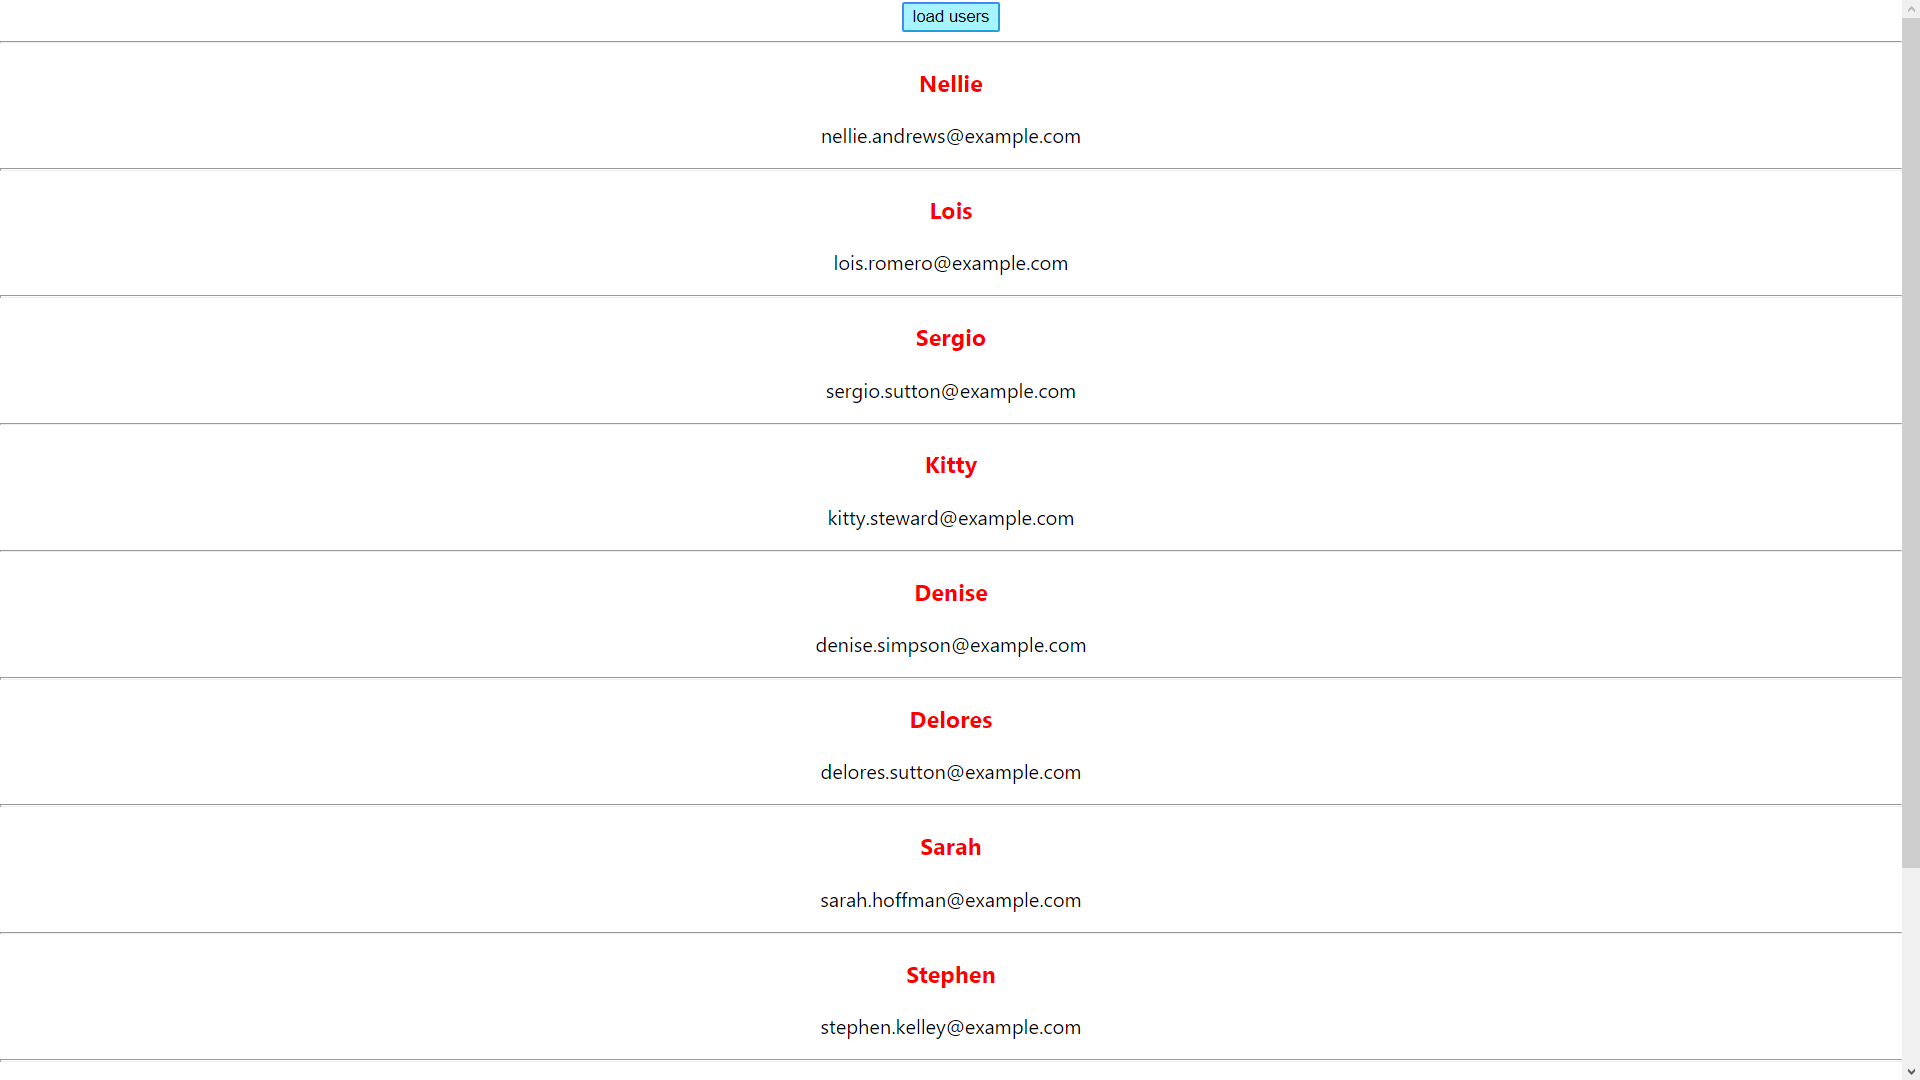 load users
Nellie
nellie.andrews@example.com
Lois
lois.romero@example.com
Sergio
sergio.sutton@example.com
Kitty
kitty.steward@example.com
Denise
denise.simpson@example.com
Delores
delores.sutton@example.com
Sarah
sarah.hoffman@example.com
Stephen
stephen.kelley@example.com